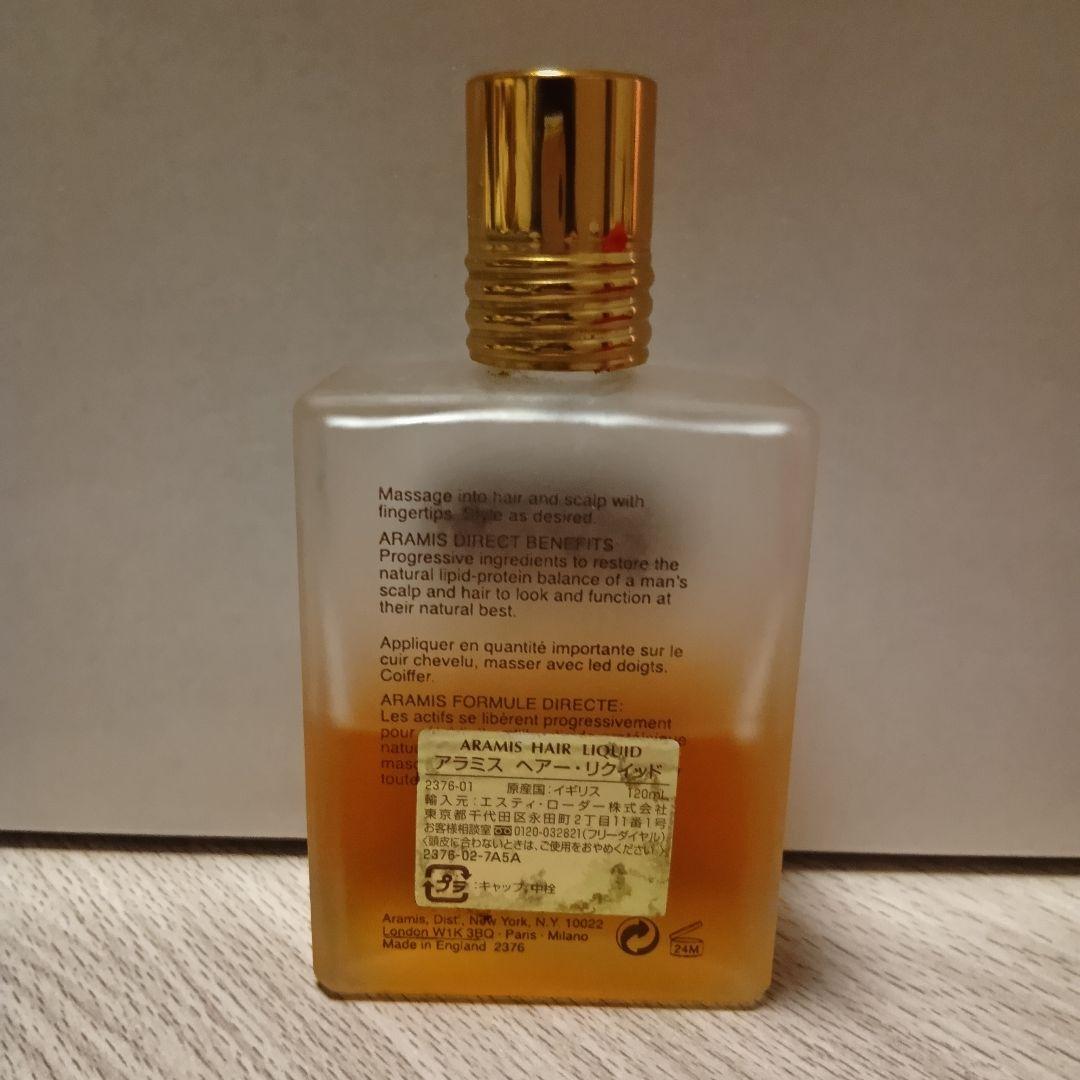 Massage into hair and scalp with
fingertips. Style as desired.
ARAMIS DIRECT BENEFITS
Progressive ingredients to restore the
natural lipid-protein balance of a man's
scalp and hair to look and function at
their natural best.
Appliquer en quantité importante sur le
cuir chevelu, masser avec led doigts.
Coiffer.
ARAMIS FORMULE DIRECTE:
Les actifs se libèrent progressivement
pour
ARAMIS HAIR LIQUID
アラミス ヘアー・リクイッド
2376-01 原産国:イギリス 120mL
輸入元:エスティ・ローダー株式会社
東京都千代田区永田町2丁目11番1号
お客様相談室 0120-032821(フリーダイヤル)
〈頭皮に合わないときは、ご使用をおやめください〉
2376-02-7A5A
プラ :キャップ,中栓
Aramis, Dist', New York, N.Y. 10022
London W1K 3BQ · Paris · Milano
Made in England 2376
24M